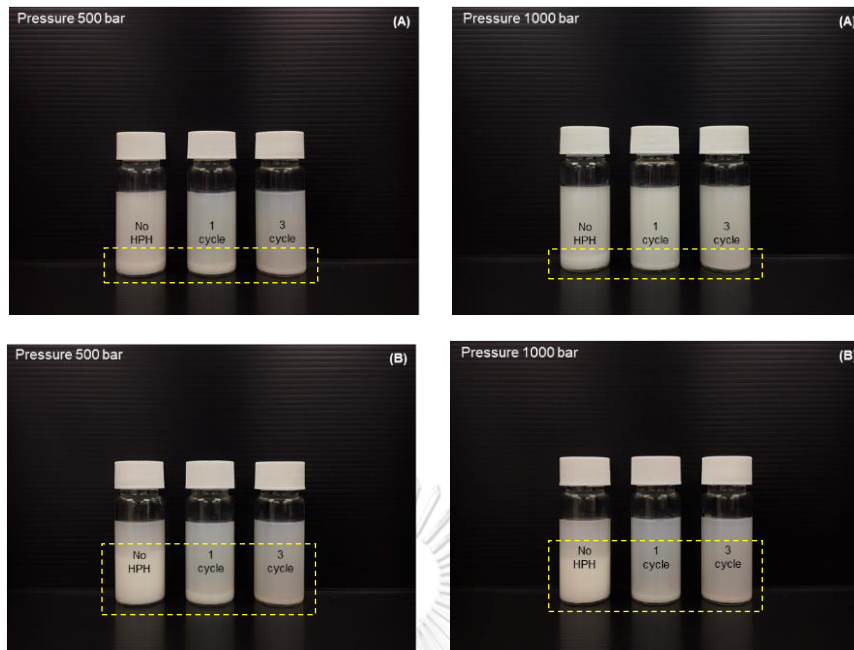 Pressure 500 bar (A)
No
HPH
1
cycle
3
cycle
Pressure 1000 bar (A)
No
HPH
1
cycle
3
cycle
Pressure 500 bar (B)
No
HPH
1
cycle
3
cycle
Pressure 1000 bar (B)
No
HPH
1
cycle
3
cycle